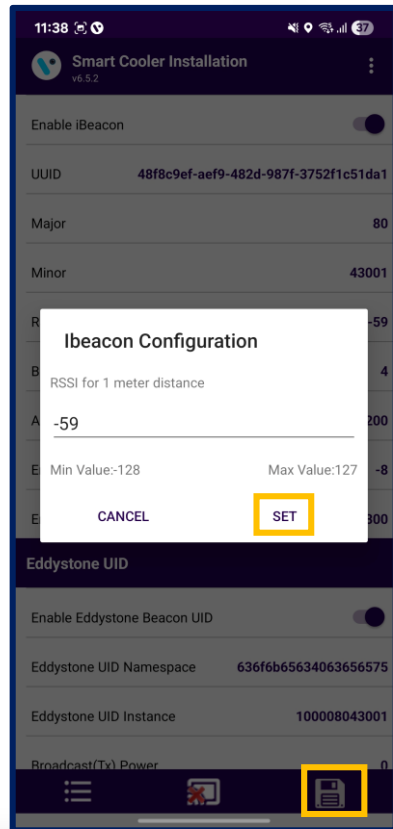 11:38
37
Smart Cooler Installation
v6.5.2
Enable iBeacon
UUID 48f8c9ef-aef9-482d-987f-3752f1c51da1
Major 80
Minor 43001
R -59
Ibeacon Configuration
B 4
RSSI for 1 meter distance
A 200
-59
E Min Value:-128 Max Value:127 -8
E CANCEL SET 300
Eddystone UID
Enable Eddystone Beacon UID
Eddystone UID Namespace 636f6b65634063656575
Eddystone UID Instance 100008043001
Broadcast(Tx) Power 0